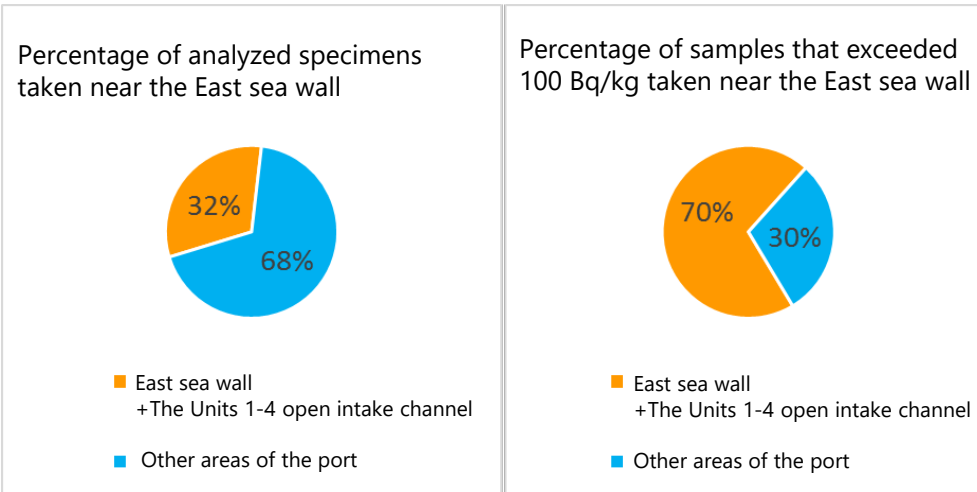 Percentage of analyzed specimens
taken near the East sea wall
32%
68%
East sea wall
+The Units 1-4 open intake channel
Other areas of the port
Percentage of samples that exceeded
100 Bq/kg taken near the East sea wall
70%
30%
East sea wall
+The Units 1-4 open intake channel
Other areas of the port